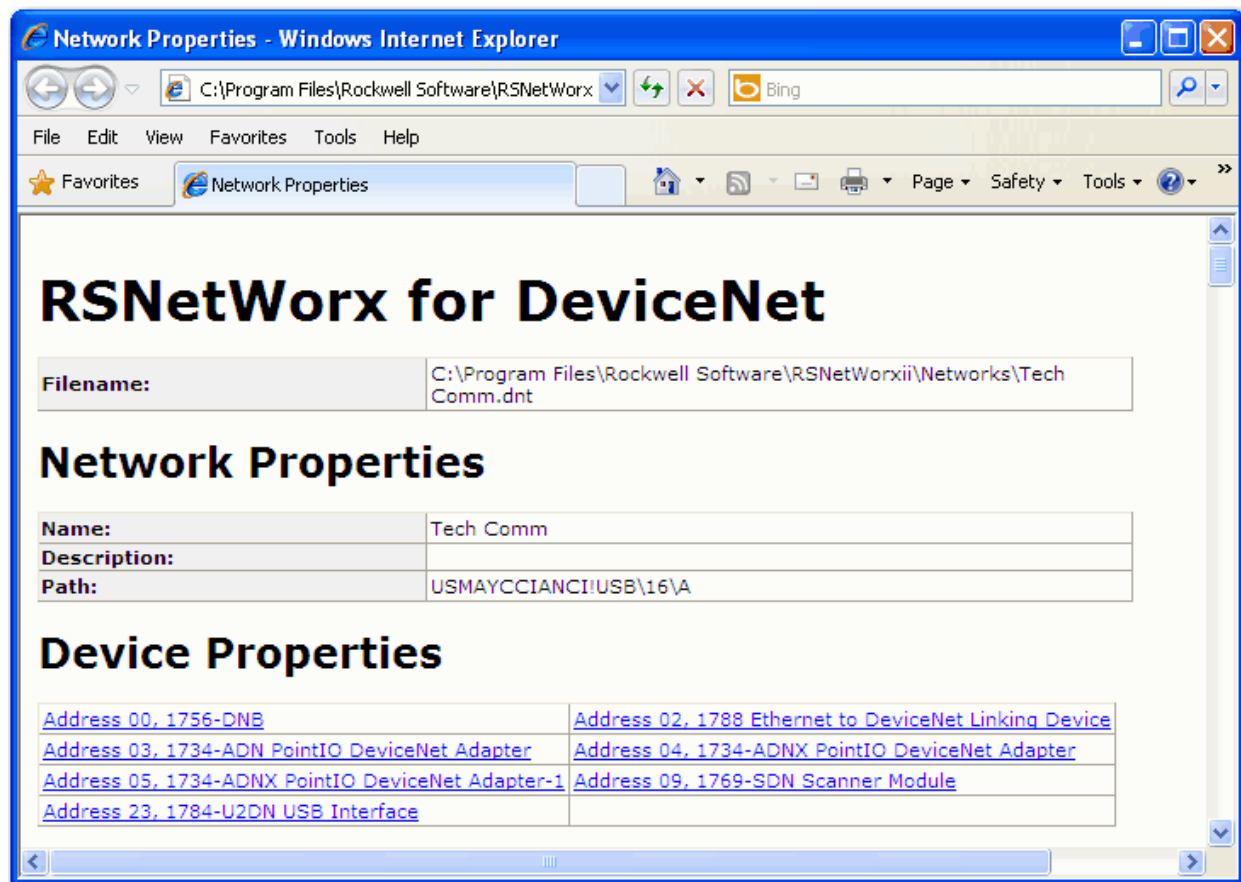 Network Properties - Windows Internet Explorer
C:\Program Files\Rockwell Software\RSNetWorx
Bing
File Edit View Favorites Tools Help
Favorites Network Properties Page Safety Tools »
RSNetWorx for DeviceNet
Filename: C:\Program Files\Rockwell Software\RSNetWorxii\Networks\Tech
Comm.dnt
Network Properties
Name: Tech Comm
Description:
Path: USMAYCCIANCI!USB\16\A
Device Properties
Address 00, 1756-DNB Address 02, 1788 Ethernet to DeviceNet Linking Device
Address 03, 1734-ADN PointIO DeviceNet Adapter Address 04, 1734-ADNX PointIO DeviceNet Adapter
Address 05, 1734-ADNX PointIO DeviceNet Adapter-1 Address 09, 1769-SDN Scanner Module
Address 23, 1784-U2DN USB Interface